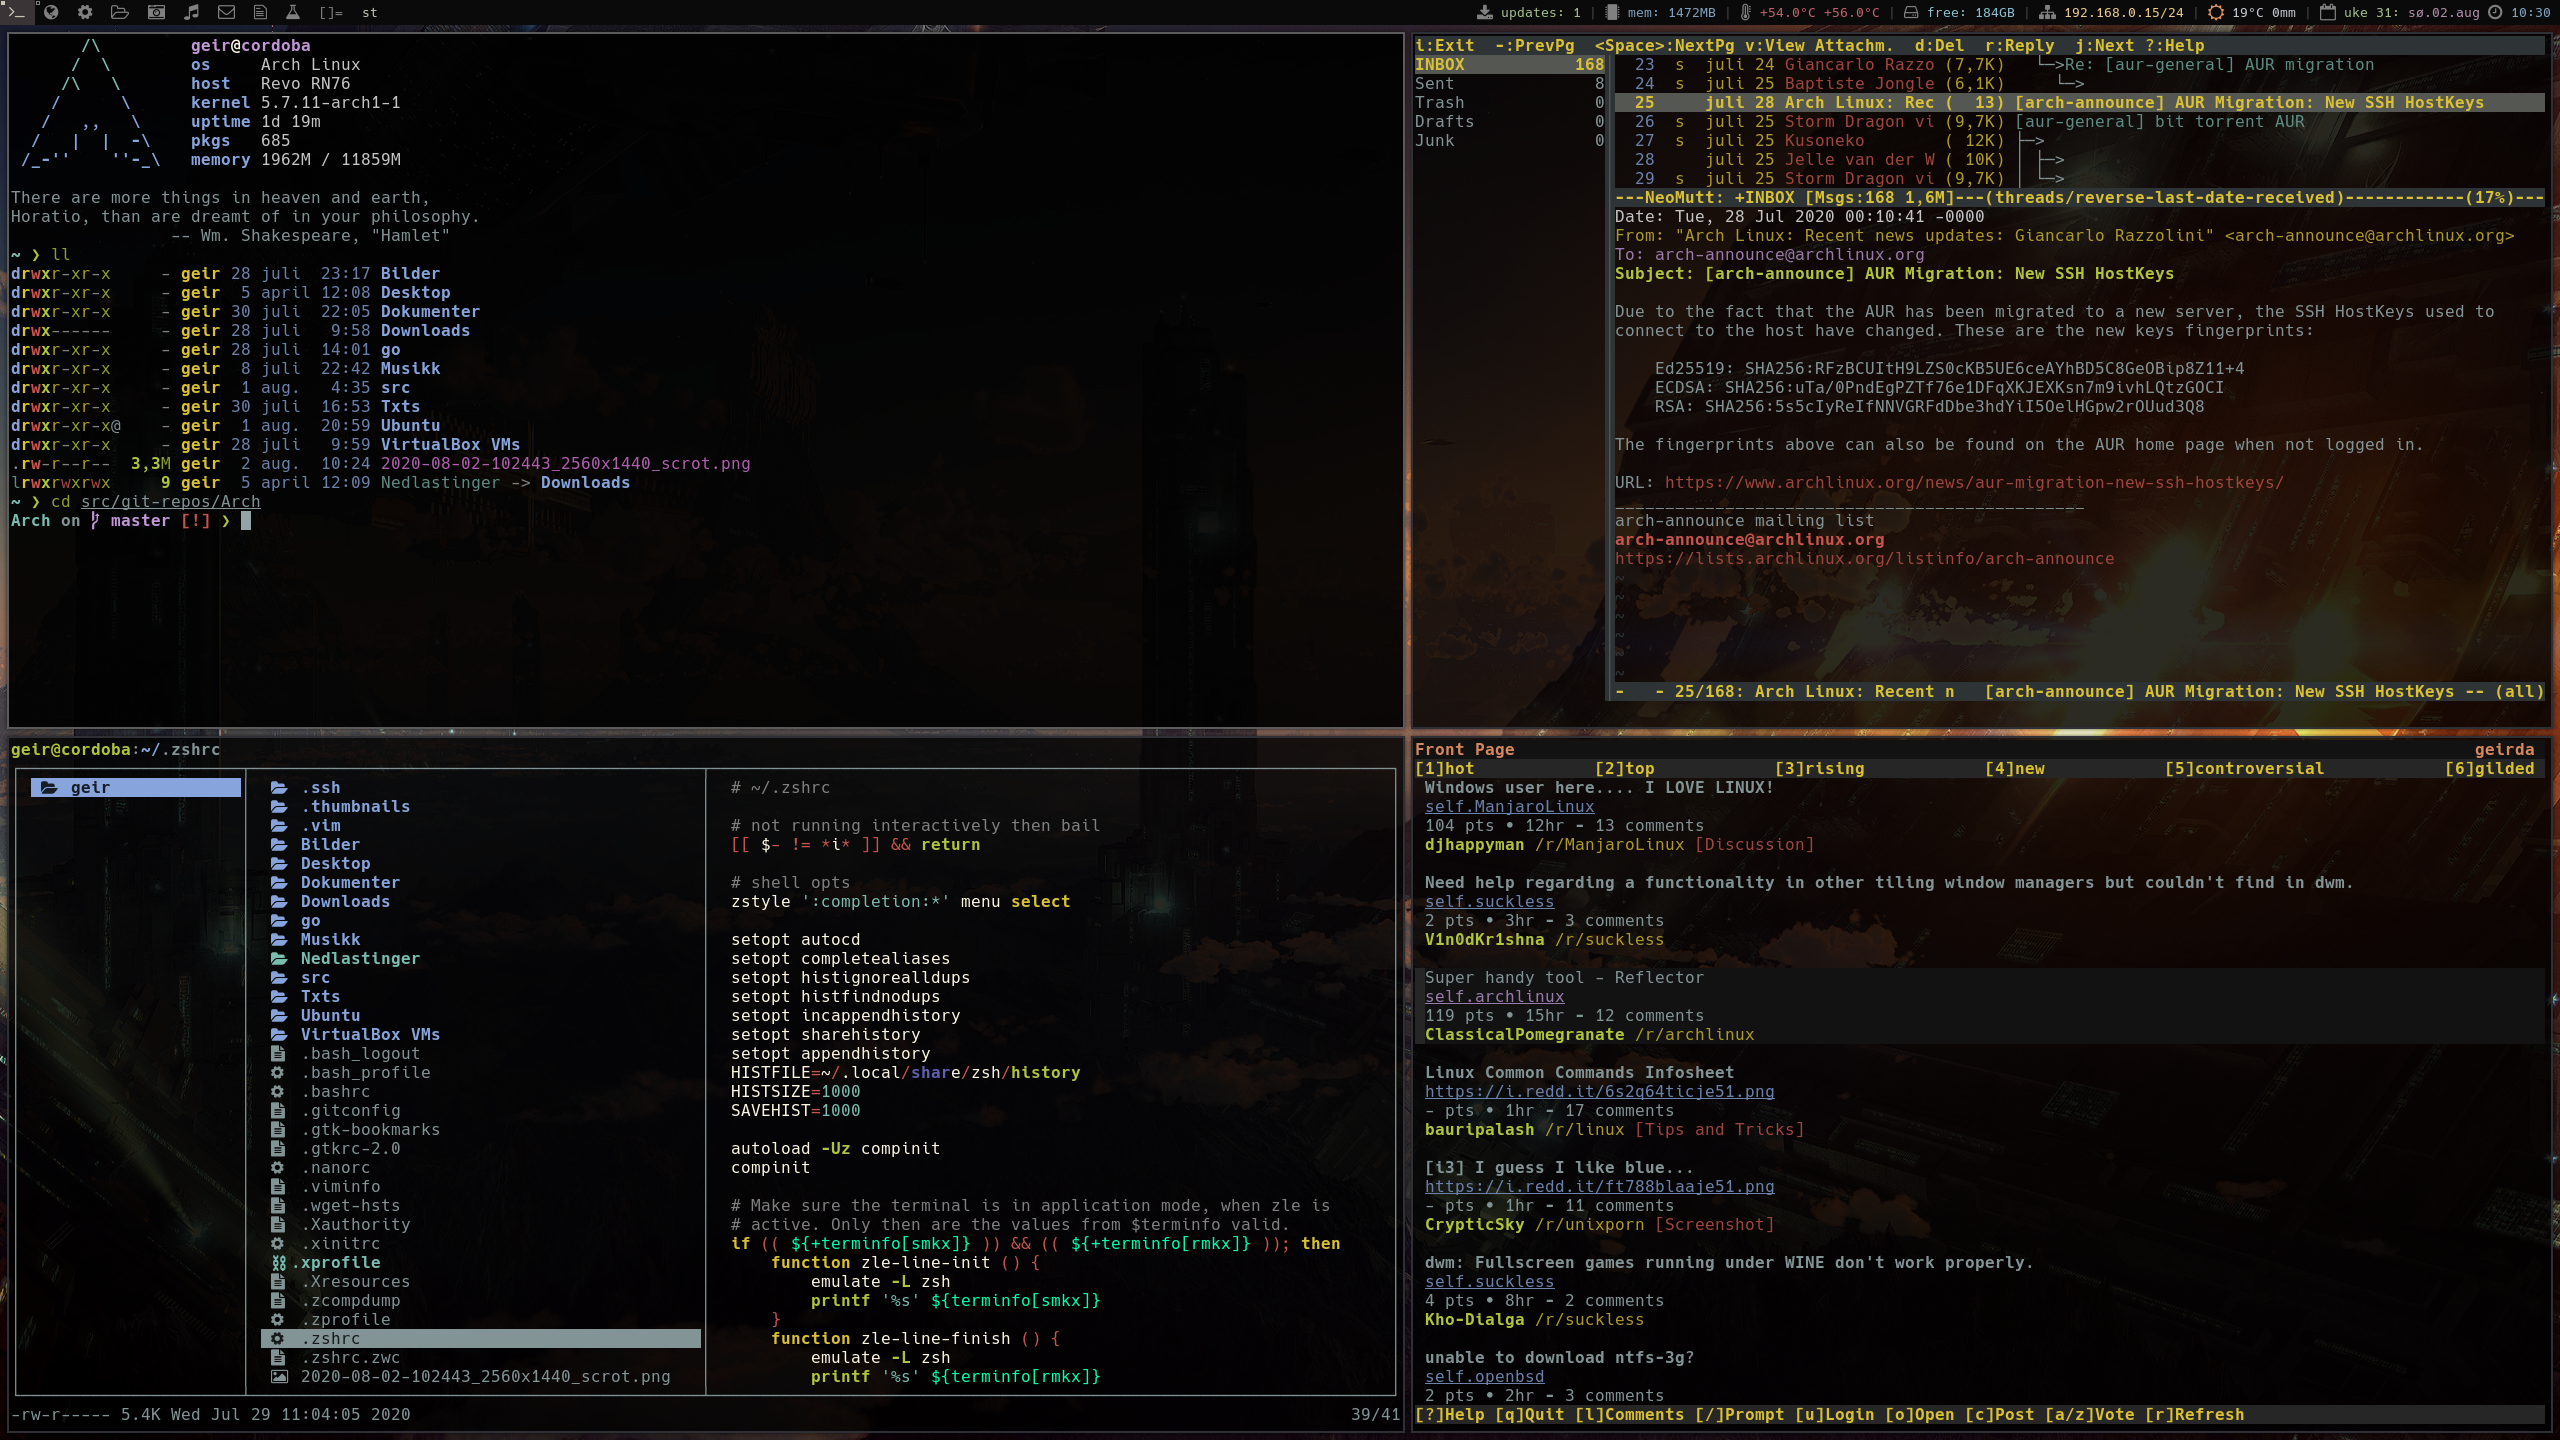 []= st updates: 1 | mem: 1472MB | +54.0°C +56.0°C | free: 184GB | 192.168.0.15/24 | 19°C 0mm | uke 31: sø.02.aug 10:30
/\ geir@cordoba
/ \ os Arch Linux
/\ \ host Revo RN76
/ \ kernel 5.7.11-arch1-1
/ ,, \ uptime 1d 19m
/ | | -\ pkgs 685
/_-'' ''-_\ memory 1962M / 11859M
There are more things in heaven and earth,
Horatio, than are dreamt of in your philosophy.
-- Wm. Shakespeare, "Hamlet"
~ ❯ ll
drwxr-xr-x - geir 28 juli 23:17 Bilder
drwxr-xr-x - geir 5 april 12:08 Desktop
drwxr-xr-x - geir 30 juli 22:05 Dokumenter
drwx------ - geir 28 juli 9:58 Downloads
drwxr-xr-x - geir 28 juli 14:01 go
drwxr-xr-x - geir 8 juli 22:42 Musikk
drwxr-xr-x - geir 1 aug. 4:35 src
drwxr-xr-x - geir 30 juli 16:53 Txts
drwxr-xr-x@ - geir 1 aug. 20:59 Ubuntu
drwxr-xr-x - geir 28 juli 9:59 VirtualBox VMs
.rw-r--r-- 3,3M geir 2 aug. 10:24 2020-08-02-102443_2560x1440_scrot.png
lrwxrwxrwx 9 geir 5 april 12:09 Nedlastinger -> Downloads
~ ❯ cd src/git-repos/Arch
Arch on master [!] ❯
i:Exit -:PrevPg <Space>:NextPg v:View Attachm. d:Del r:Reply j:Next ?:Help
INBOX 168
Sent 8
Trash 0
Drafts 0
Junk 0
23 s juli 24 Giancarlo Razzo (7,7K) └─>Re: [aur-general] AUR migration
24 s juli 25 Baptiste Jongle (6,1K) └─>
25 juli 28 Arch Linux: Rec ( 13) [arch-announce] AUR Migration: New SSH HostKeys
26 s juli 25 Storm Dragon vi (9,7K) [aur-general] bit torrent AUR
27 s juli 25 Kusoneko ( 12K) ├─>
28 juli 25 Jelle van der W ( 10K) │ ├─>
29 s juli 25 Storm Dragon vi (9,7K) │ └─>
---NeoMutt: +INBOX [Msgs:168 1,6M]---(threads/reverse-last-date-received)------------(17%)---
Date: Tue, 28 Jul 2020 00:10:41 -0000
From: "Arch Linux: Recent news updates: Giancarlo Razzolini" <arch-announce@archlinux.org>
To: arch-announce@archlinux.org
Subject: [arch-announce] AUR Migration: New SSH HostKeys
Due to the fact that the AUR has been migrated to a new server, the SSH HostKeys used to
connect to the host have changed. These are the new keys fingerprints:
Ed25519: SHA256:RFzBCUItH9LZS0cKB5UE6ceAYhBD5C8GeOBip8Z11+4
ECDSA: SHA256:uTa/0PndEgPZTf76e1DFqXKJEXKsn7m9ivhLQtzGOCI
RSA: SHA256:5s5cIyReIfNNVGRFdDbe3hdYiI5OelHGpw2rOUud3Q8
The fingerprints above can also be found on the AUR home page when not logged in.
URL: https://www.archlinux.org/news/aur-migration-new-ssh-hostkeys/
_______________________________________________
arch-announce mailing list
arch-announce@archlinux.org
https://lists.archlinux.org/listinfo/arch-announce
~
~
~
~
~
~
- - 25/168: Arch Linux: Recent n [arch-announce] AUR Migration: New SSH HostKeys -- (all)
geir@cordoba:~/.zshrc
geir
.ssh
.thumbnails
.vim
Bilder
Desktop
Dokumenter
Downloads
go
Musikk
Nedlastinger
src
Txts
Ubuntu
VirtualBox VMs
.bash_logout
.bash_profile
.bashrc
.gitconfig
.gtk-bookmarks
.gtkrc-2.0
.nanorc
.viminfo
.wget-hsts
.Xauthority
.xinitrc
.xprofile
.Xresources
.zcompdump
.zprofile
.zshrc
.zshrc.zwc
2020-08-02-102443_2560x1440_scrot.png
# ~/.zshrc
# not running interactively then bail
[[ $- != *i* ]] && return
# shell opts
zstyle ':completion:*' menu select
setopt autocd
setopt completealiases
setopt histignorealldups
setopt histfindnodups
setopt incappendhistory
setopt sharehistory
setopt appendhistory
HISTFILE=~/.local/share/zsh/history
HISTSIZE=1000
SAVEHIST=1000
autoload -Uz compinit
compinit
# Make sure the terminal is in application mode, when zle is
# active. Only then are the values from $terminfo valid.
if (( ${+terminfo[smkx]} )) && (( ${+terminfo[rmkx]} )); then
function zle-line-init () {
emulate -L zsh
printf '%s' ${terminfo[smkx]}
}
function zle-line-finish () {
emulate -L zsh
printf '%s' ${terminfo[rmkx]}
-rw-r----- 5.4K Wed Jul 29 11:04:05 2020 39/41
Front Page geirda
[1]hot [2]top [3]rising [4]new [5]controversial [6]gilded
Windows user here.... I LOVE LINUX!
self.ManjaroLinux
104 pts • 12hr - 13 comments
djhappyman /r/ManjaroLinux [Discussion]
Need help regarding a functionality in other tiling window managers but couldn't find in dwm.
self.suckless
2 pts • 3hr - 3 comments
V1n0dKr1shna /r/suckless
Super handy tool - Reflector
self.archlinux
119 pts • 15hr - 12 comments
ClassicalPomegranate /r/archlinux
Linux Common Commands Infosheet
https://i.redd.it/6s2q64ticje51.png
- pts • 1hr - 17 comments
bauripalash /r/linux [Tips and Tricks]
[i3] I guess I like blue...
https://i.redd.it/ft788blaaje51.png
- pts • 1hr - 11 comments
CrypticSky /r/unixporn [Screenshot]
dwm: Fullscreen games running under WINE don't work properly.
self.suckless
4 pts • 8hr - 2 comments
Kho-Dialga /r/suckless
unable to download ntfs-3g?
self.openbsd
2 pts • 2hr - 3 comments
[?]Help [q]Quit [l]Comments [/]Prompt [u]Login [o]Open [c]Post [a/z]Vote [r]Refresh